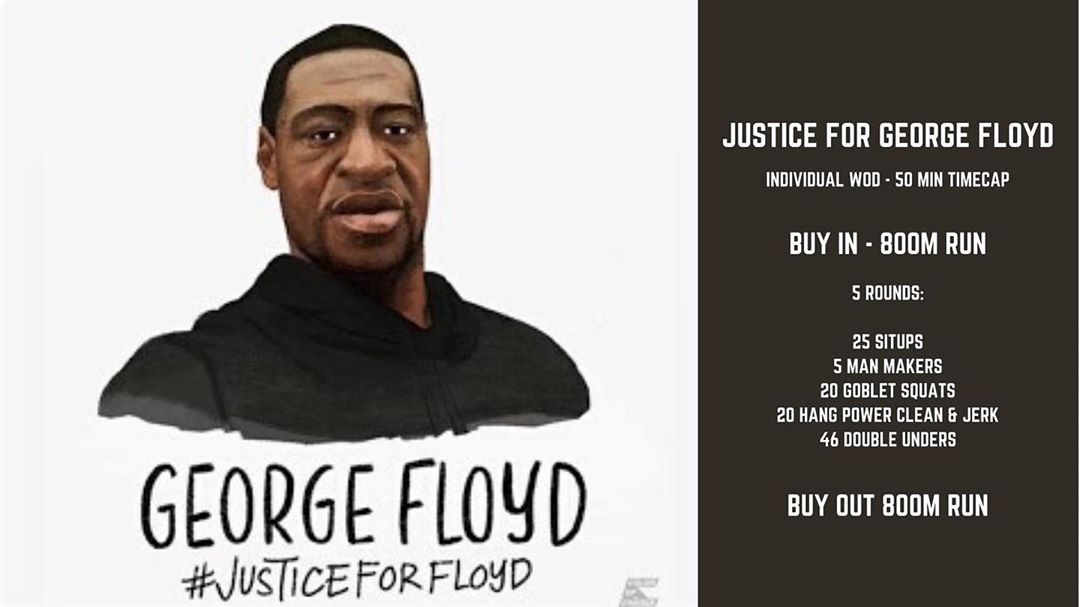 GEORGE FLOYD
#JUSTICEFORFLOYD
JUSTICE FOR GEORGE FLOYD
INDIVIDUAL WOD - 50 MIN TIMECAP
BUY IN - 800M RUN
5 ROUNDS:
25 SITUPS
5 MAN MAKERS
20 GOBLET SQUATS
20 HANG POWER CLEAN & JERK
46 DOUBLE UNDERS
BUY OUT 800M RUN